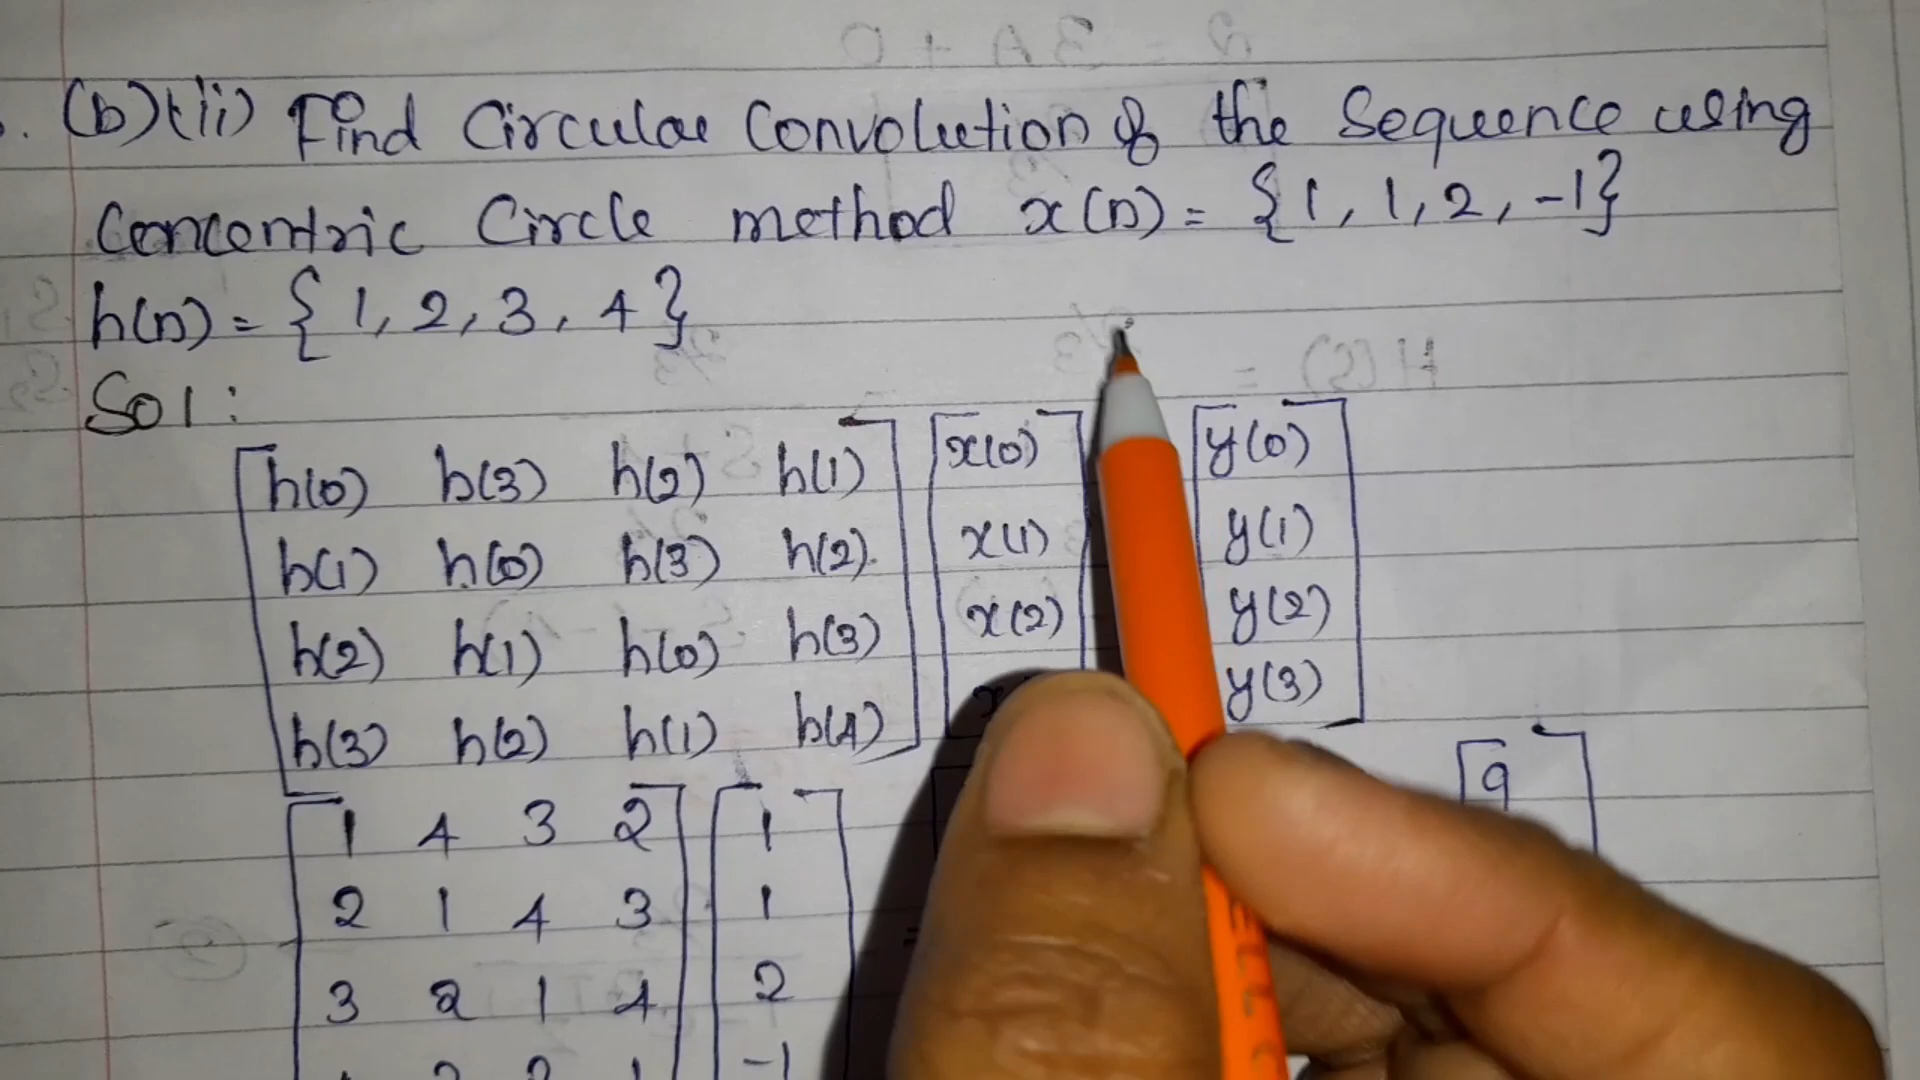 (b)(ii) Find Circular Convolution of the Sequence using
Concentric Circle method x(n) = {1, 1, 2, -1}
h(n) = {1, 2, 3, 4}
Sol:
h(0) h(3) h(2) h(1) x(0) y(0)
h(1) h(0) h(3) h(2) x(1) y(1)
h(2) h(1) h(0) h(3) x(2) y(2)
h(3) h(2) h(1) h(4) y(3)
9
1 4 3 2 1
2 1 4 3 1
3 2 1 4 2 =
-1